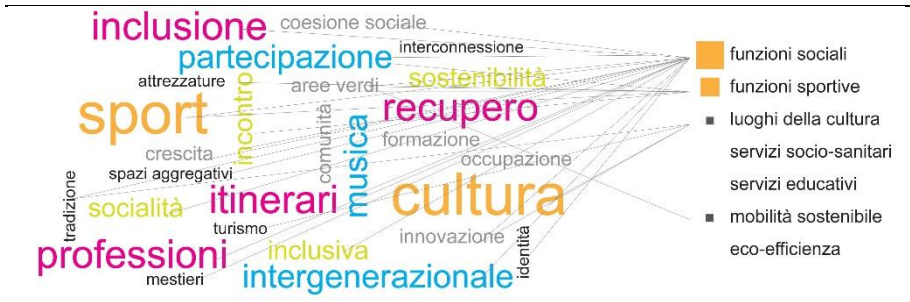 inclusione
coesione sociale
partecipazione
interconnessione
attrezzature
aree verdi
sostenibilità
sport
incontro
comunità
recupero
musica
crescita
formazione
spazi aggregativi
occupazione
tradizione
socialità
itinerari
cultura
turismo
innovazione
identità
professioni
mestieri
inclusiva
intergenerazionale
funzioni sociali
funzioni sportive
luoghi della cultura
servizi socio-sanitari
servizi educativi
mobilità sostenibile
eco-efficienza